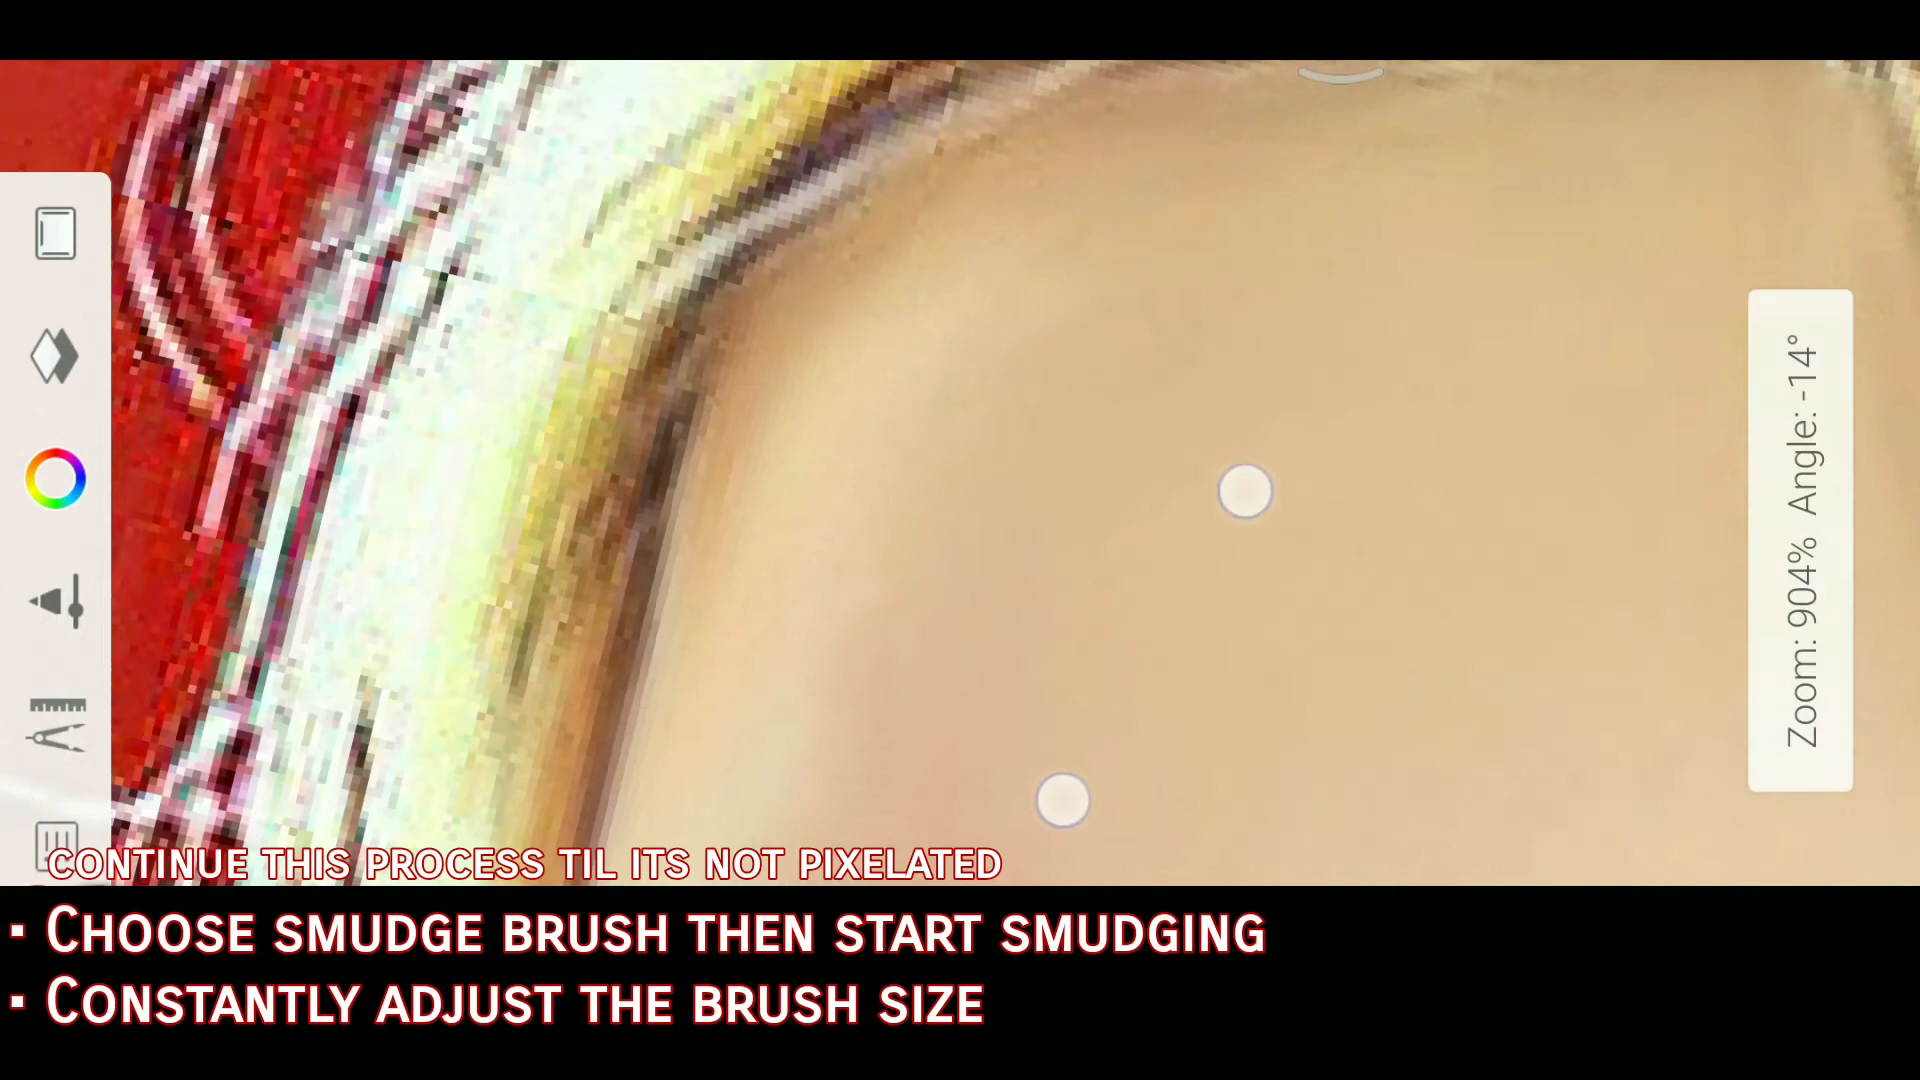 Zoom: 904% Angle: -14°
CONTINUE THIS PROCESS TIL ITS NOT PIXELATED
▪ CHOOSE SMUDGE BRUSH THEN START SMUDGING
▪ CONSTANTLY ADJUST THE BRUSH SIZE